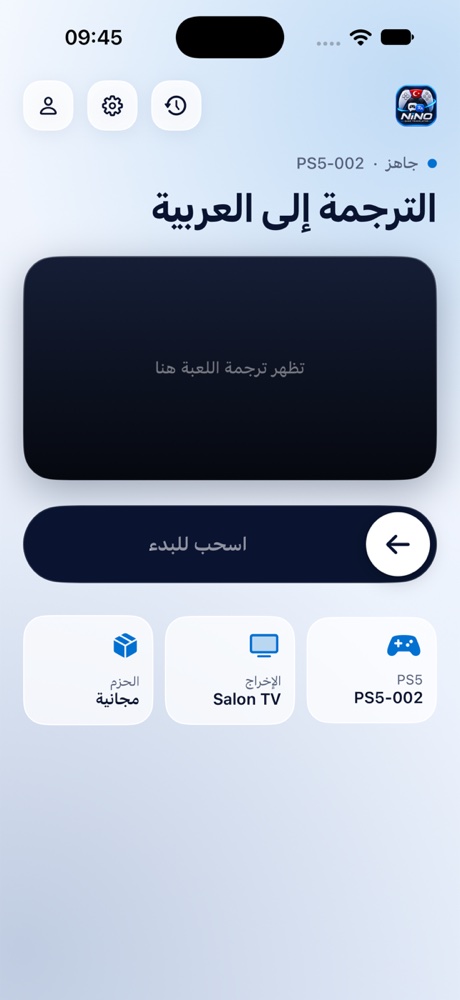 09:45
NiNO
جاهز · PS5-002
الترجمة إلى العربية
تظهر ترجمة اللعبة هنا
اسحب للبدء
PS5
PS5-002
الإخراج
Salon TV
الحزم
مجانية